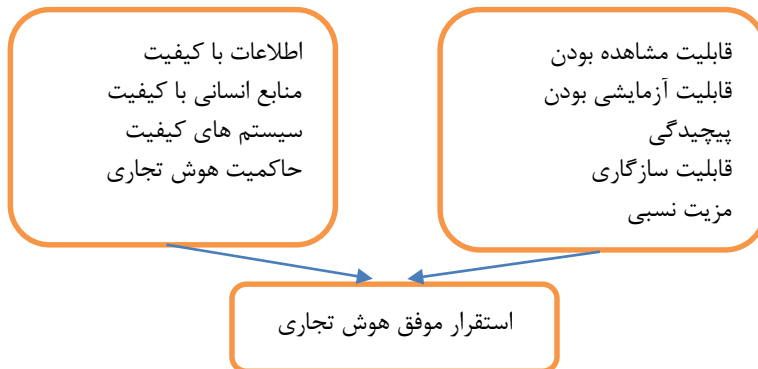 قابلیت مشاهده بودن
قابلیت آزمایشی بودن
پیچیدگی
قابلیت سازگاری
مزیت نسبی
اطلاعات با کیفیت
منابع انسانی با کیفیت
سیستم های کیفیت
حاکمیت هوش تجاری
استقرار موفق هوش تجاری